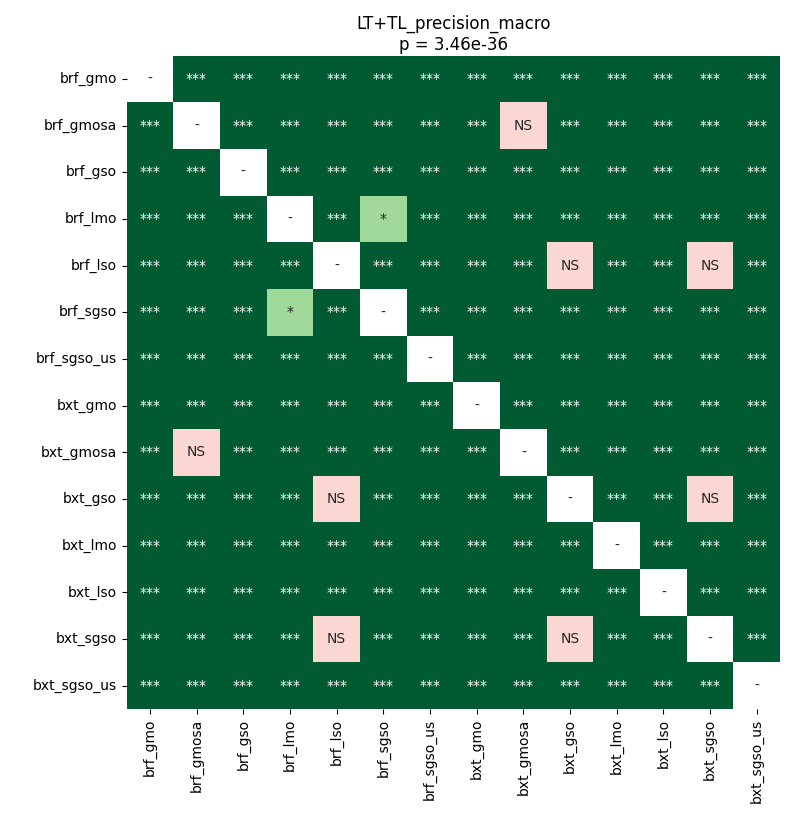 LT+TL_precision_macro
p = 3.46e-36
brf_gmo - *** *** *** *** *** *** *** *** *** *** *** *** ***
brf_gmosa *** - *** *** *** *** *** *** NS *** *** *** *** ***
brf_gso *** *** - *** *** *** *** *** *** *** *** *** *** ***
brf_lmo *** *** *** - *** * *** *** *** *** *** *** *** ***
brf_lso *** *** *** *** - *** *** *** *** NS *** *** NS ***
brf_sgso *** *** *** * *** - *** *** *** *** *** *** *** ***
brf_sgso_us *** *** *** *** *** *** - *** *** *** *** *** *** ***
bxt_gmo *** *** *** *** *** *** *** - *** *** *** *** *** ***
bxt_gmosa *** NS *** *** *** *** *** *** - *** *** *** *** ***
bxt_gso *** *** *** *** NS *** *** *** *** - *** *** NS ***
bxt_lmo *** *** *** *** *** *** *** *** *** *** - *** *** ***
bxt_lso *** *** *** *** *** *** *** *** *** *** *** - *** ***
bxt_sgso *** *** *** *** NS *** *** *** *** NS *** *** - ***
bxt_sgso_us *** *** *** *** *** *** *** *** *** *** *** *** *** -
brf_gmo brf_gmosa brf_gso brf_lmo brf_lso brf_sgso brf_sgso_us bxt_gmo bxt_gmosa bxt_gso bxt_lmo bxt_lso bxt_sgso bxt_sgso_us